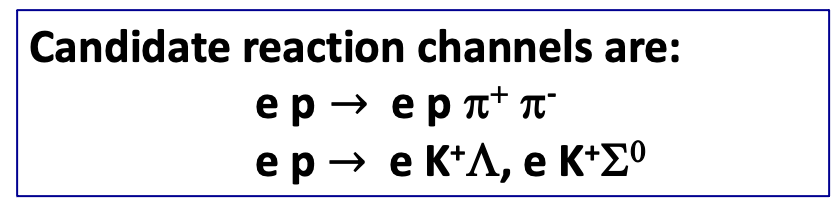 Candidate reaction channels are:
e p → e p π⁺ π⁻
e p → e K⁺Λ, e K⁺Σ⁰